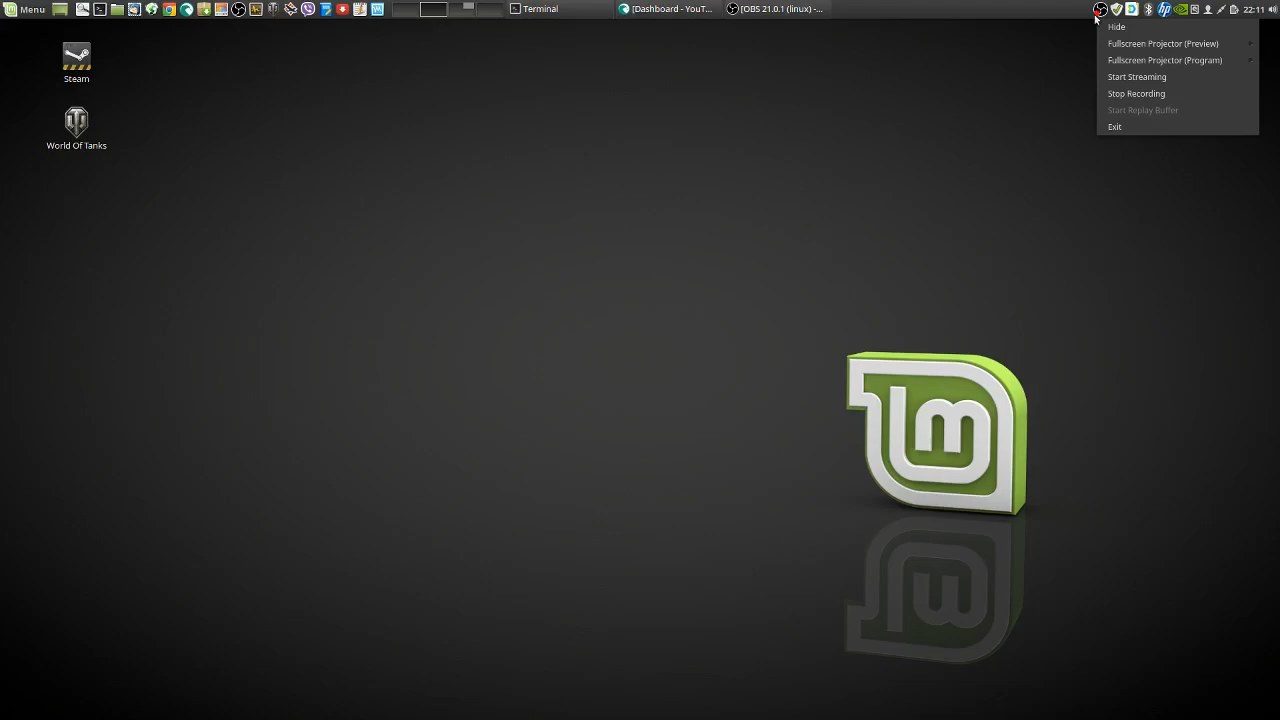 Menu
Terminal
[Dashboard - YouT...
[OBS 21.0.1 (linux) -...
22:11
Hide
Fullscreen Projector (Preview)
Fullscreen Projector (Program)
Start Streaming
Stop Recording
Start Replay Buffer
Exit
Steam
World Of Tanks